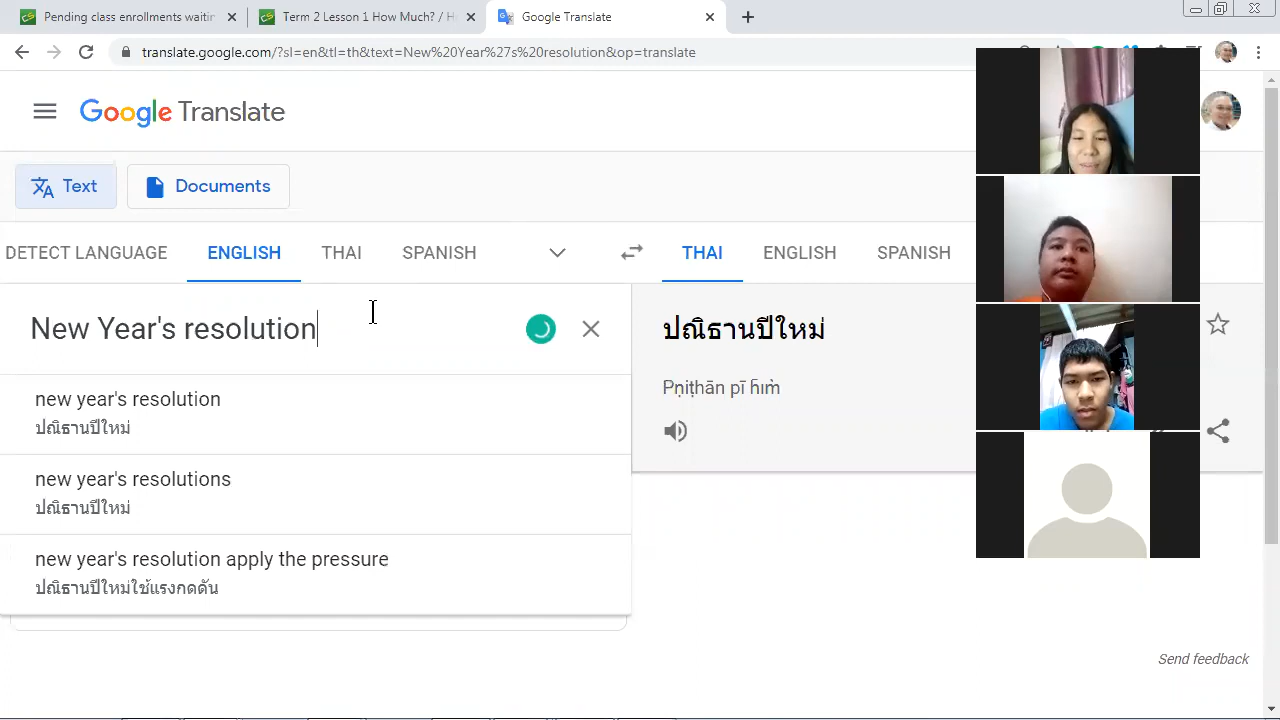 Pending class enrollments waitin
Term 2 Lesson 1 How Much? / H
Google Translate
translate.google.com/?sl=en&tl=th&text=New%20Year%27s%20resolution&op=translate
Google Translate
Text
Documents
DETECT LANGUAGE
ENGLISH
THAI
SPANISH
THAI
ENGLISH
SPANISH
New Year's resolution
ปณิธานปีใหม่
Pṇiṭhān pī h̄ım̀
new year's resolution
ปณิธานปีใหม่
new year's resolutions
ปณิธานปีใหม่
new year's resolution apply the pressure
ปณิธานปีใหม่ใช้แรงกดดัน
Send feedback